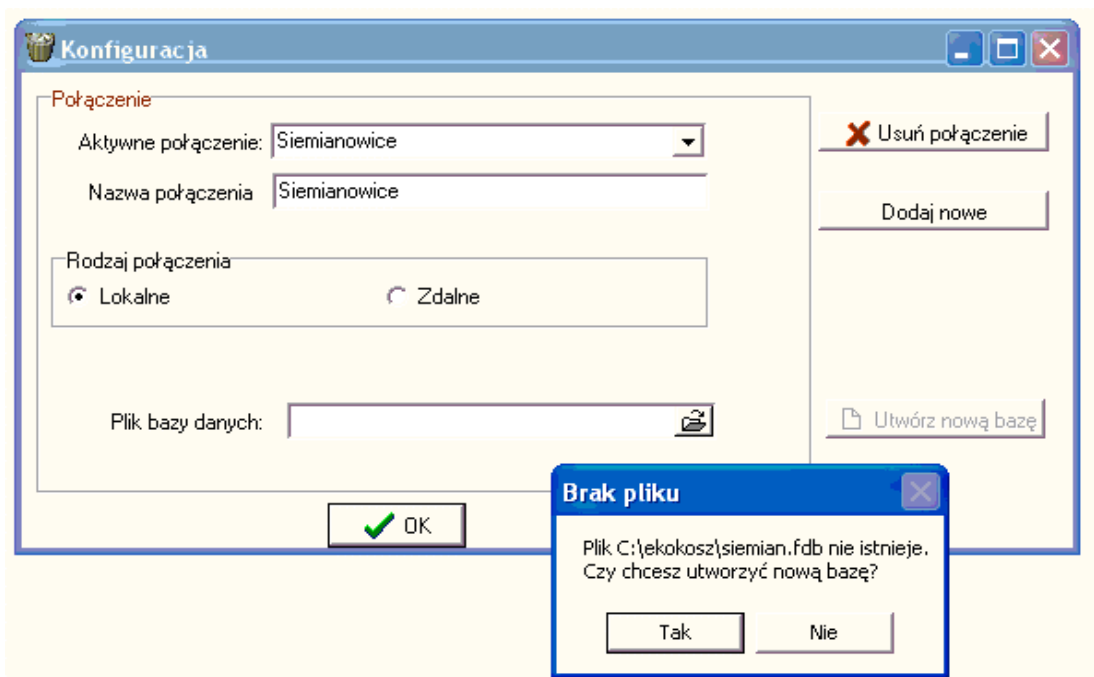 Konfiguracja
Połączenie
Aktywne połączenie: Siemianowice
Usuń połączenie
Nazwa połączenia Siemianowice
Dodaj nowe
Rodzaj połączenia
Lokalne Zdalne
Plik bazy danych:
Utwórz nową bazę
OK
Brak pliku
Plik C:\ekokosz\siemian.fdb nie istnieje.
Czy chcesz utworzyć nową bazę?
Tak Nie